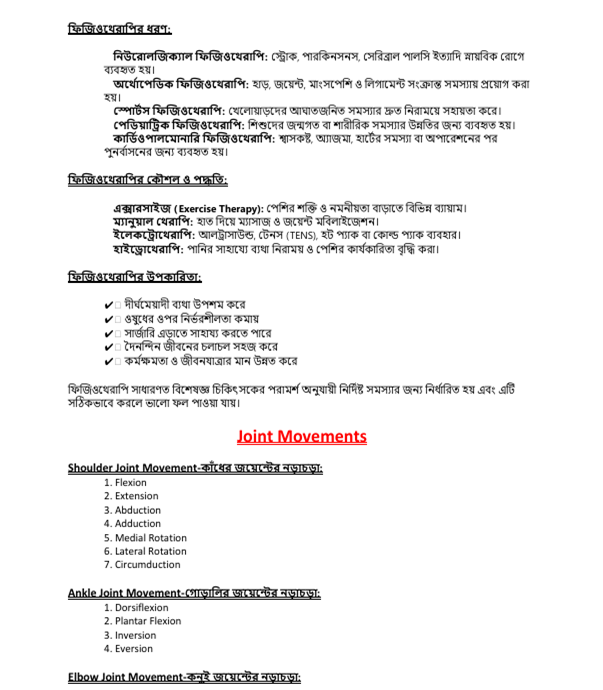 ফিজিওথেরাপির ধরণ:
নিউরোলজিক্যাল ফিজিওথেরাপি: স্ট্রোক, পারকিনসনস, সেরিব্রাল পালসি ইত্যাদি স্নায়বিক রোগে
ব্যবহৃত হয়।
অর্থোপেডিক ফিজিওথেরাপি: হাড়, জয়েন্ট, মাংসপেশি ও লিগামেন্ট সংক্রান্ত সমস্যায় প্রয়োগ করা
হয়।
স্পোর্টস ফিজিওথেরাপি: খেলোয়াড়দের আঘাতজনিত সমস্যার দ্রুত নিরাময়ে সহায়তা করে।
পেডিয়াট্রিক ফিজিওথেরাপি: শিশুদের জন্মগত বা শারীরিক সমস্যার উন্নতির জন্য ব্যবহৃত হয়।
কার্ডিওপালমোনারি ফিজিওথেরাপি: শ্বাসকষ্ট, অ্যাজমা, হার্টের সমস্যা বা অপারেশনের পর
পুনর্বাসনের জন্য ব্যবহৃত হয়।
ফিজিওথেরাপির কৌশল ও পদ্ধতি:
এক্সারসাইজ (Exercise Therapy): পেশির শক্তি ও নমনীয়তা বাড়াতে বিভিন্ন ব্যায়াম।
ম্যানুয়াল থেরাপি: হাত দিয়ে ম্যাসাজ ও জয়েন্ট মবিলাইজেশন।
ইলেকট্রোথেরাপি: আলট্রাসাউন্ড, টেনস (TENS), হট প্যাক বা কোল্ড প্যাক ব্যবহার।
হাইড্রোথেরাপি: পানির সাহায্যে ব্যথা নিরাময় ও পেশির কার্যকারিতা বৃদ্ধি করা।
ফিজিওথেরাপির উপকারিতা:
✔ দীর্ঘমেয়াদী ব্যথা উপশম করে
✔ ওষুধের ওপর নির্ভরশীলতা কমায়
✔ সার্জারি এড়াতে সাহায্য করতে পারে
✔ দৈনন্দিন জীবনের চলাচল সহজ করে
✔ কর্মক্ষমতা ও জীবনযাত্রার মান উন্নত করে
ফিজিওথেরাপি সাধারণত বিশেষজ্ঞ চিকিৎসকের পরামর্শ অনুযায়ী নির্দিষ্ট সমস্যার জন্য নির্ধারিত হয় এবং এটি
সঠিকভাবে করলে ভালো ফল পাওয়া যায়।
Joint Movements
Shoulder Joint Movement-কাঁধের জয়েন্টের নড়াচড়া:
1. Flexion
2. Extension
3. Abduction
4. Adduction
5. Medial Rotation
6. Lateral Rotation
7. Circumduction
Ankle Joint Movement-গোড়ালির জয়েন্টের নড়াচড়া:
1. Dorsiflexion
2. Plantar Flexion
3. Inversion
4. Eversion
Elbow Joint Movement-কনুই জয়েন্টের নড়াচড়া: